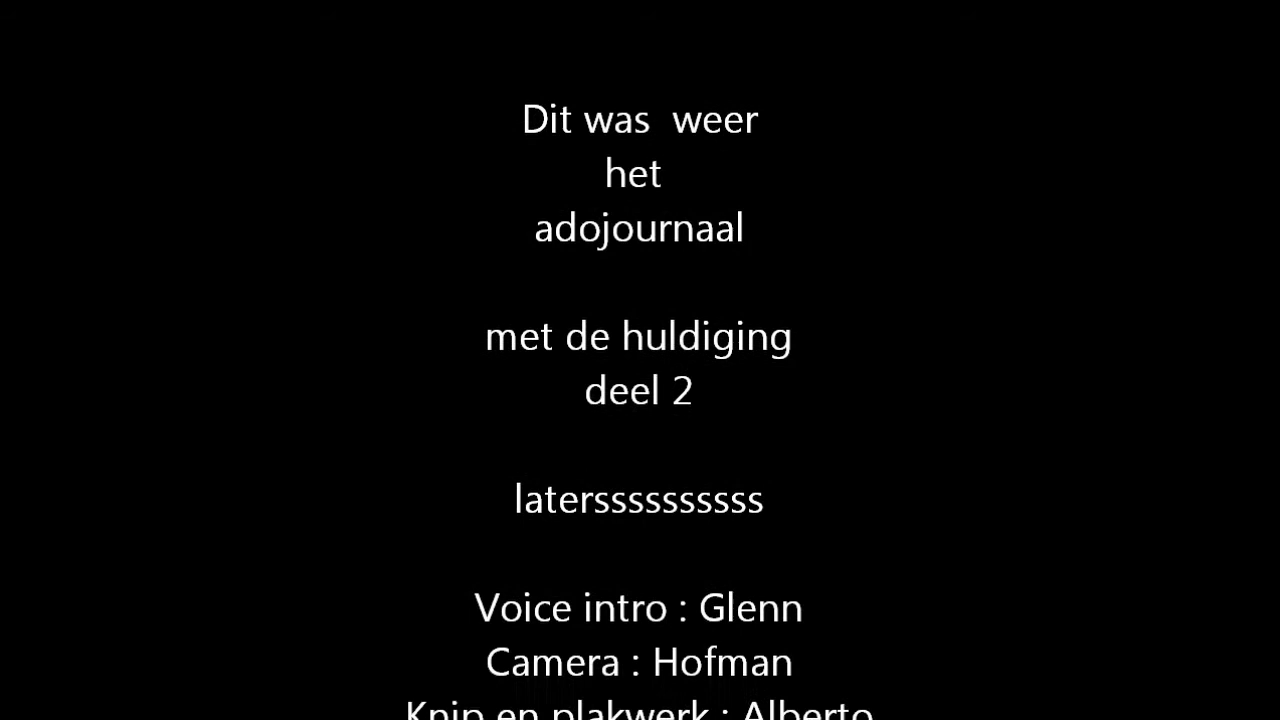 Dit was  weer
het
adojournaal
met de huldiging
deel 2
laterssssssssss
Voice intro : Glenn
Camera : Hofman
Knip en plakwerk : Alberto